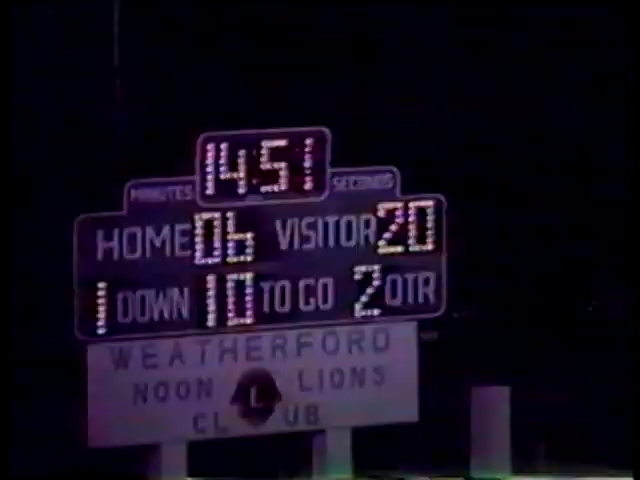 14 51
MINUTES SECONDS
HOME 06 VISITOR 20
1 DOWN 10 TO GO 2 QTR
WEATHERFORD
NOON L LIONS
CLUB